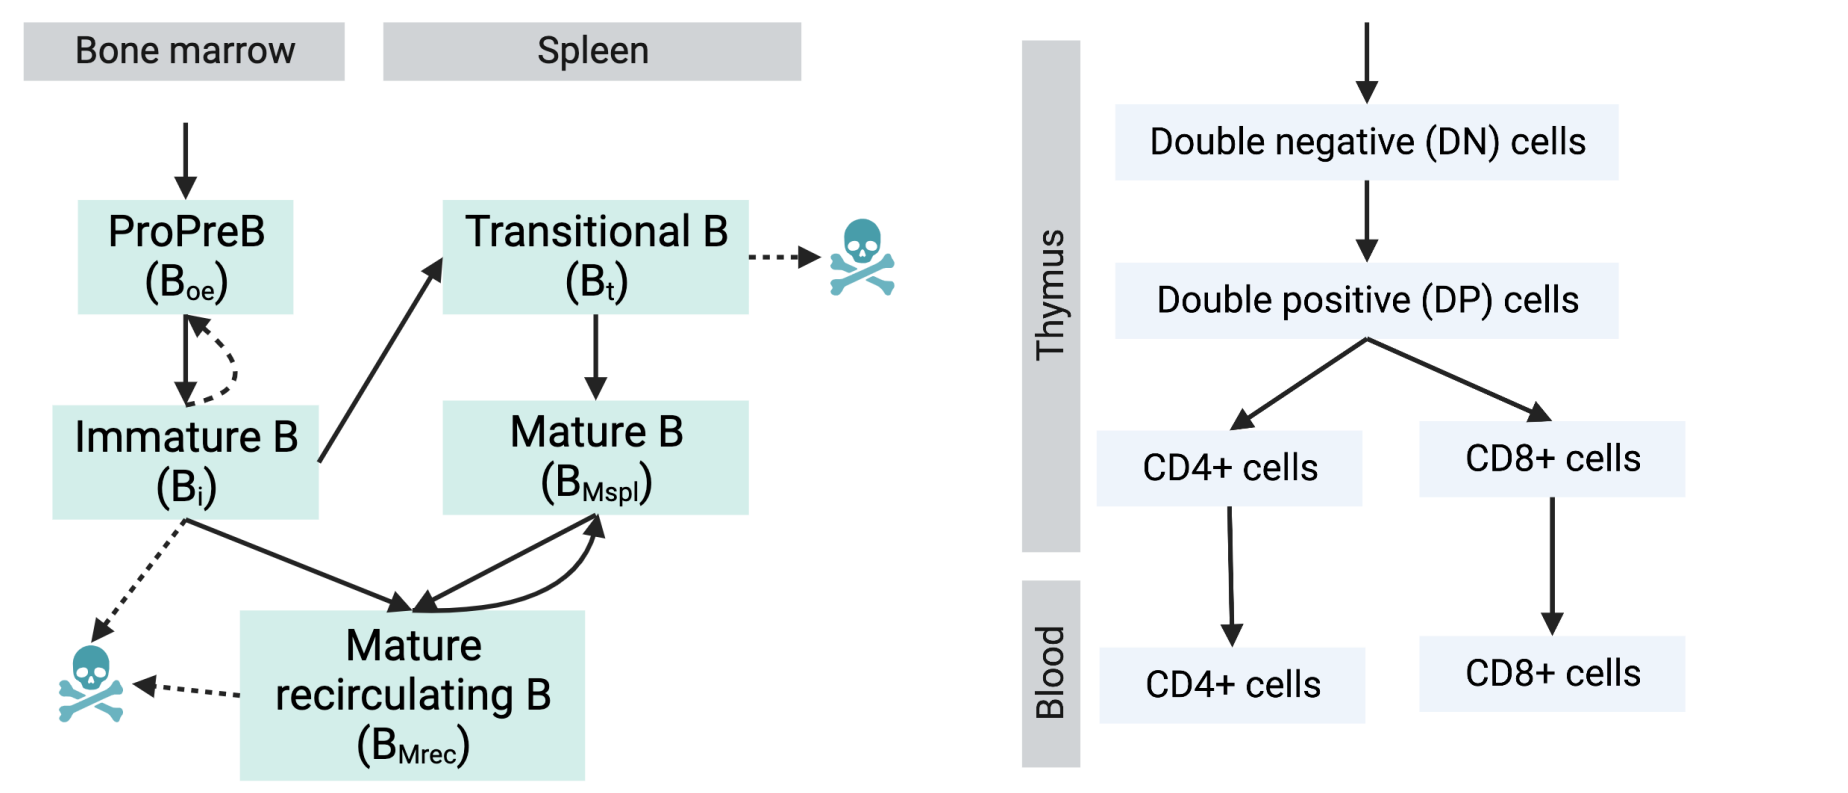 Bone marrow
Spleen
ProPreB
(Boe)
Transitional B
(Bt)
Immature B
(Bi)
Mature B
(BMspl)
Mature
recirculating B
(BMrec)
Thymus
Double negative (DN) cells
Double positive (DP) cells
CD4+ cells
CD8+ cells
Blood
CD4+ cells
CD8+ cells